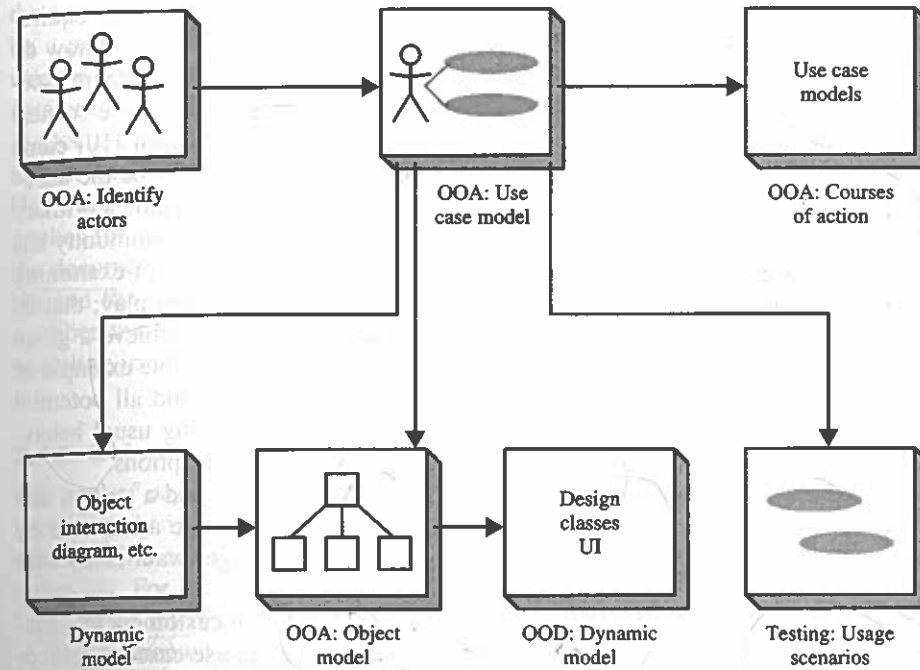 Use case
models
OOA: Identify
actors
OOA: Use
case model
OOA: Courses
of action
Object
interaction
diagram, etc.
Design
classes
UI
Dynamic
model
OOA: Object
model
OOD: Dynamic
model
Testing: Usage
scenarios